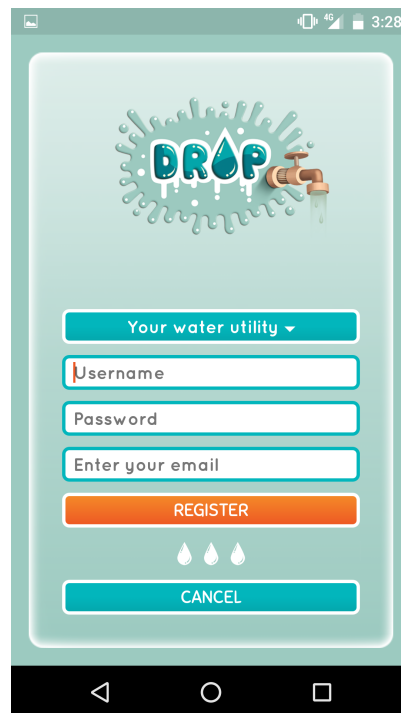 4G 3:28
DROP
Your water utility
Username
Password
Enter your email
REGISTER
CANCEL